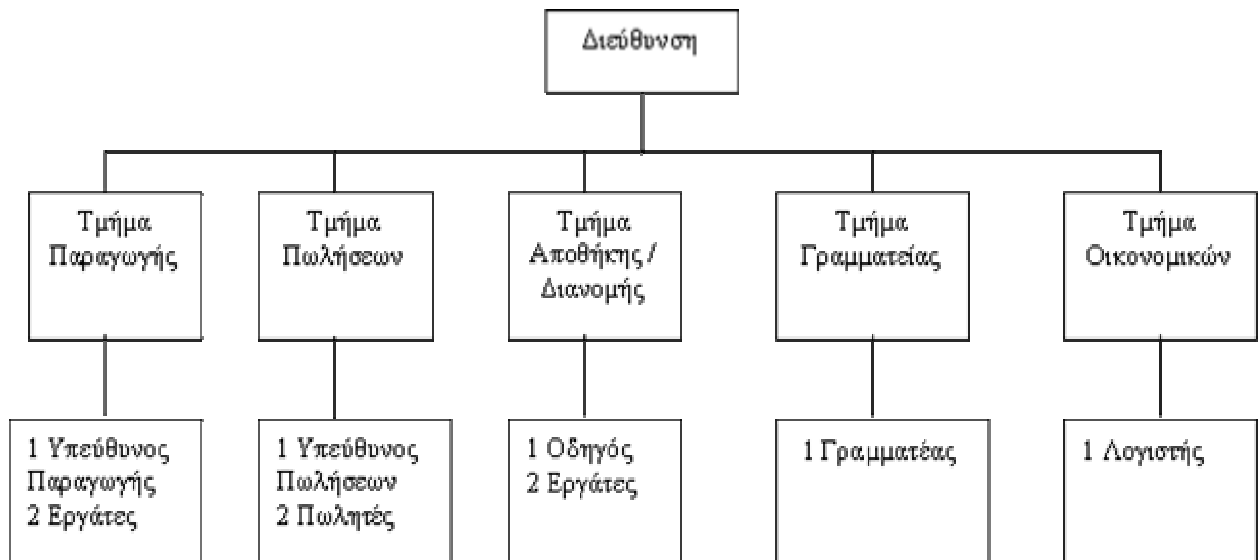 Διεύθυνση
Τμήμα
Παραγωγής
Τμήμα
Πωλήσεων
Τμήμα
Αποθήκης /
Διανομής
Τμήμα
Γραμματείας
Τμήμα
Οικονομικών
1 Υπεύθυνος
Παραγωγής
2 Εργάτες
1 Υπεύθυνος
Πωλήσεων
2 Πωλητές
1 Οδηγός
2 Εργάτες
1 Γραμματέας
1 Λογιστής